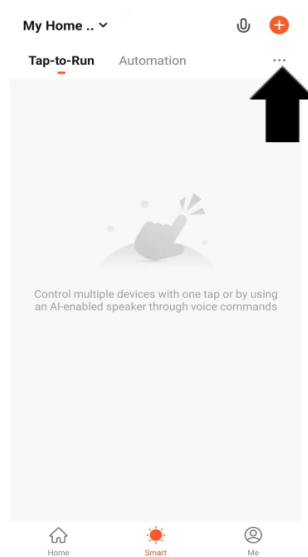 My Home ..
Tap-to-Run Automation ...
Control multiple devices with one tap or by using
an AI-enabled speaker through voice commands
Home Smart Me